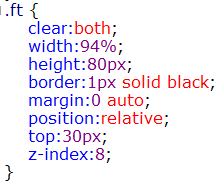 .ft {
clear:both;
width:94%;
height:80px;
border:1px solid black;
margin:0 auto;
position:relative;
top:30px;
z-index:8;
}